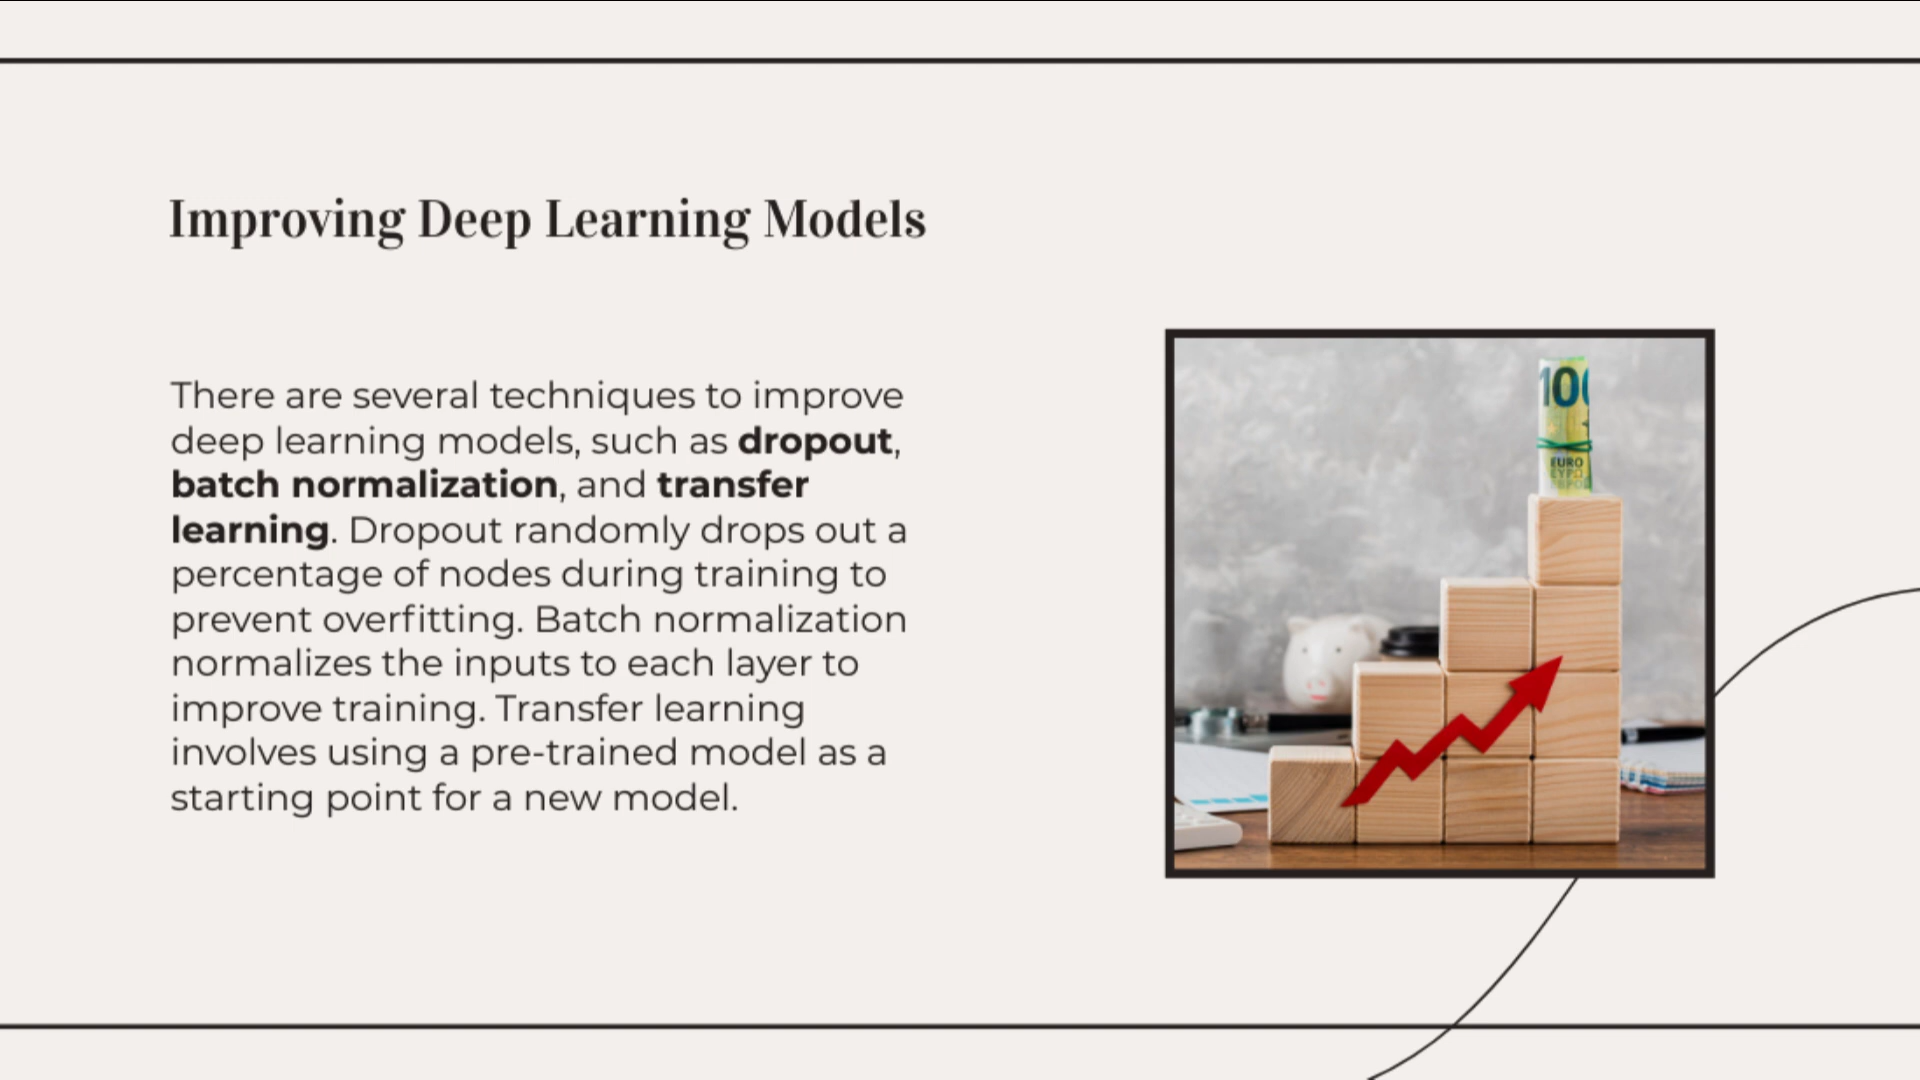 Improving Deep Learning Models
There are several techniques to improve
deep learning models, such as dropout,
batch normalization, and transfer
learning. Dropout randomly drops out a
percentage of nodes during training to
prevent overfitting. Batch normalization
normalizes the inputs to each layer to
improve training. Transfer learning
involves using a pre-trained model as a
starting point for a new model.
100
EURO